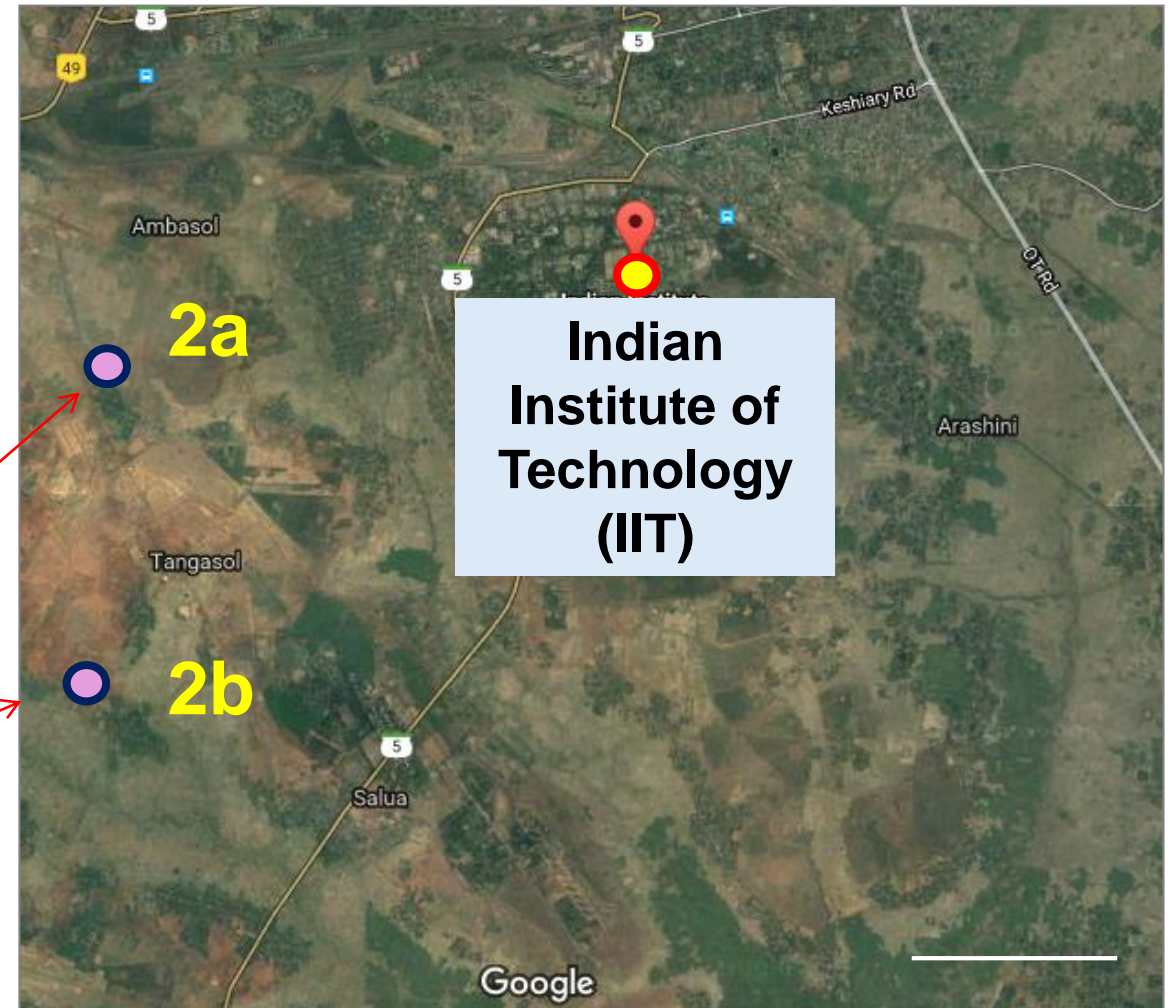 5
5
49
Keshiary Rd
Ambasol
5
OT Rd
2a
Indian
Institute of
Technology
(IIT)
Arashini
Tangasol
2b
5
Salua
Google